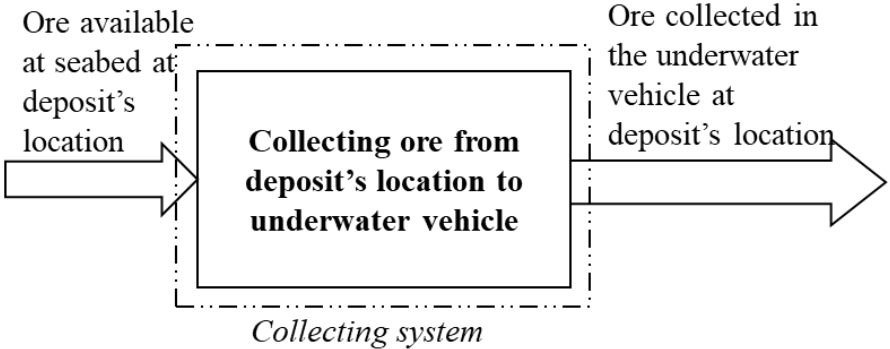 Ore available
at seabed at
deposit's
location
Collecting ore from
deposit's location to
underwater vehicle
Ore collected in
the underwater
vehicle at
deposit's location
Collecting system